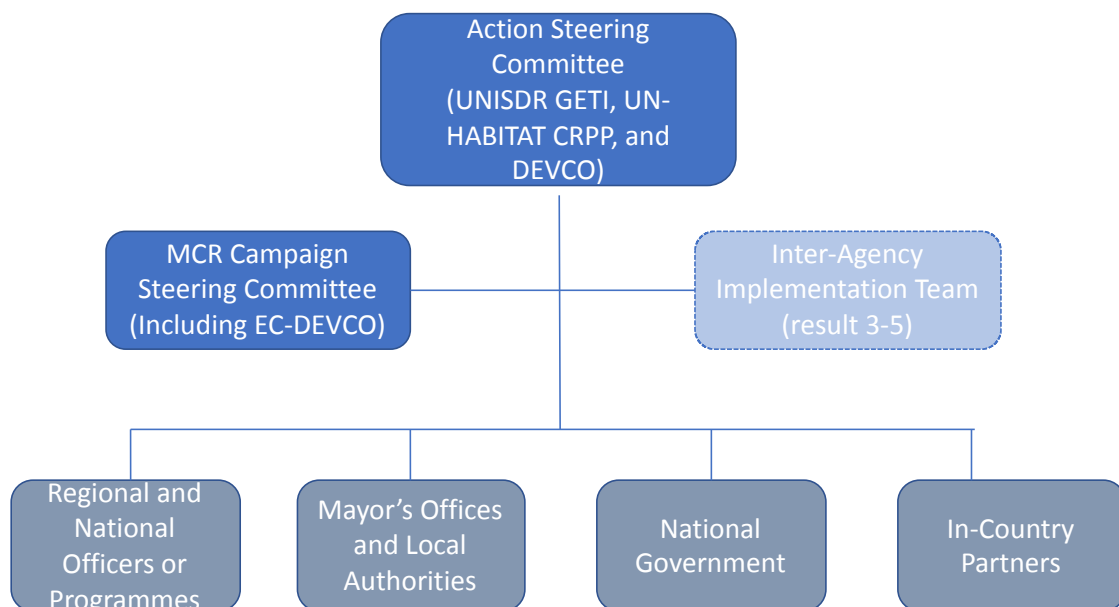 Action Steering
Committee
(UNISDR GETI, UN-
HABITAT CRPP, and
DEVCO)
MCR Campaign
Steering Committee
(Including EC-DEVCO)
Inter-Agency
Implementation Team
(result 3-5)
Regional and
National
Officers or
Programmes
Mayor’s Offices
and Local
Authorities
National
Government
In-Country
Partners